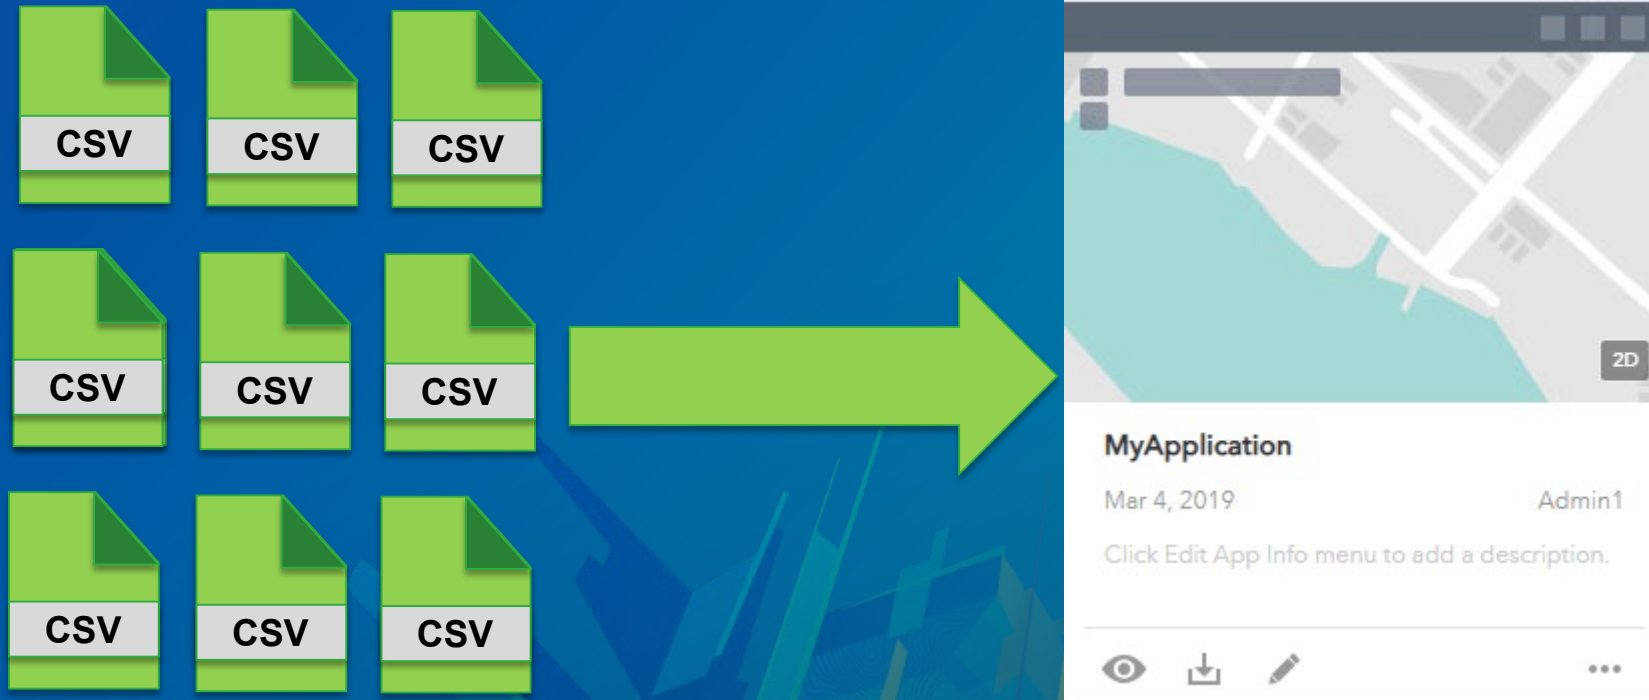 CSV
CSV
CSV
CSV
CSV
CSV
CSV
CSV
CSV
2D
MyApplication
Mar 4, 2019 Admin1
Click Edit App Info menu to add a description.